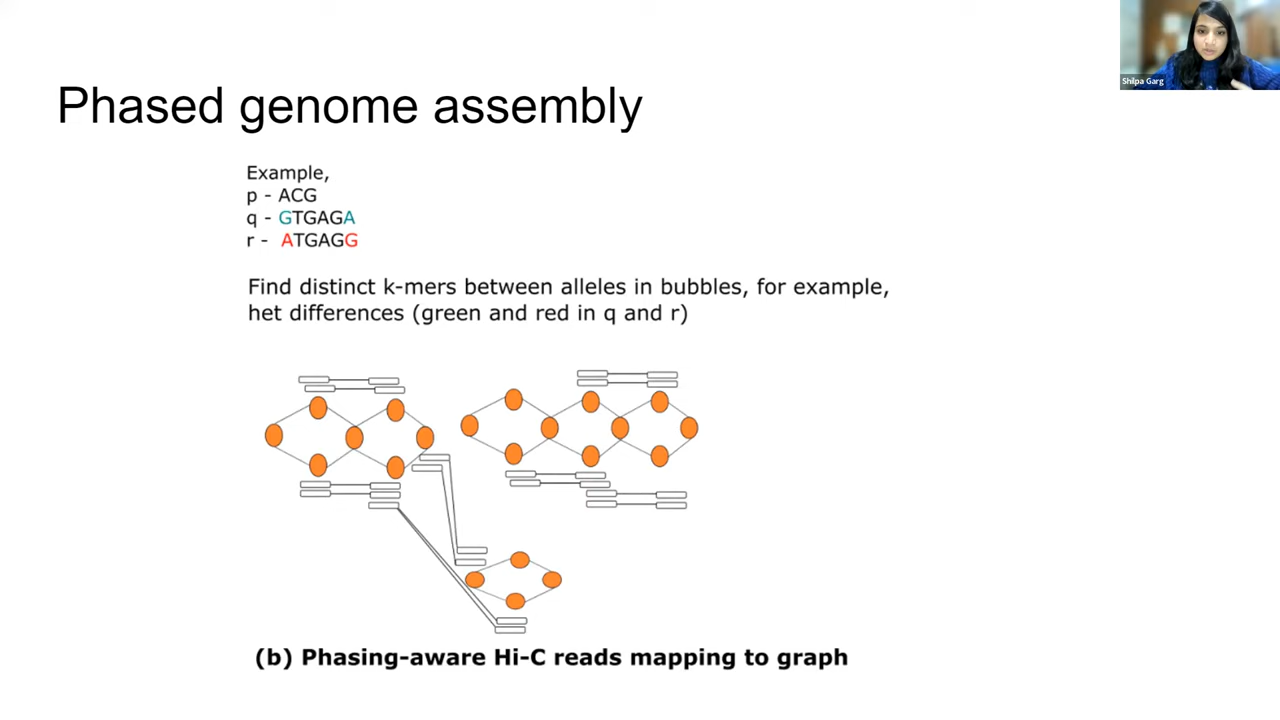 Shilpa Garg
Phased genome assembly
Example,
p - ACG
q - GTGAGA
r - ATGAGG
Find distinct k-mers between alleles in bubbles, for example,
het differences (green and red in q and r)
(b) Phasing-aware Hi-C reads mapping to graph